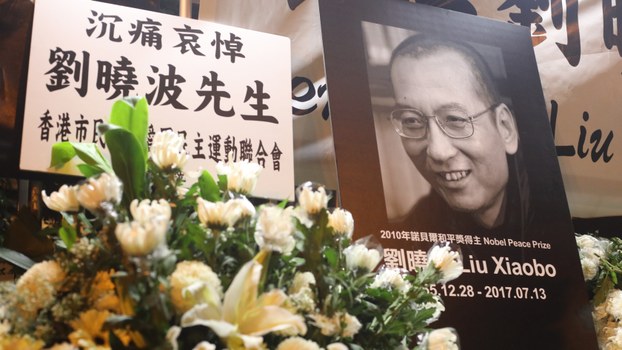 沉痛哀悼
劉曉波先生
香港市民 國民主運動聯合會
2010年諾貝爾和平獎得主 Nobel Peace Prize
劉曉 Liu Xiaobo
5.12.28 - 2017.07.13
Liu